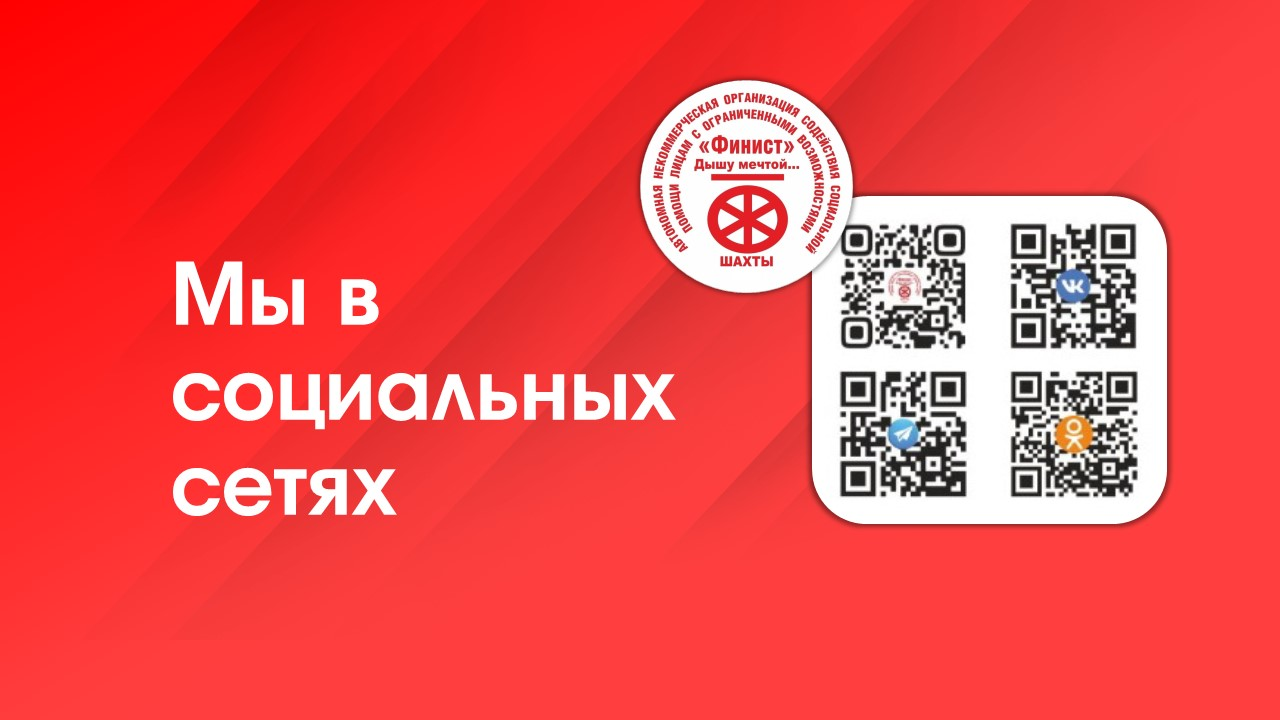 АВТОНОМНАЯ НЕКОММЕРЧЕСКАЯ ОРГАНИЗАЦИЯ СОДЕЙСТВИЯ СОЦИАЛЬНОЙ
ПОМОЩИ ЛИЦАМ С ОГРАНИЧЕННЫМИ ВОЗМОЖНОСТЯМИ
«Финист»
Дышу мечтой...
ШАХТЫ
Мы в
социальных
сетях